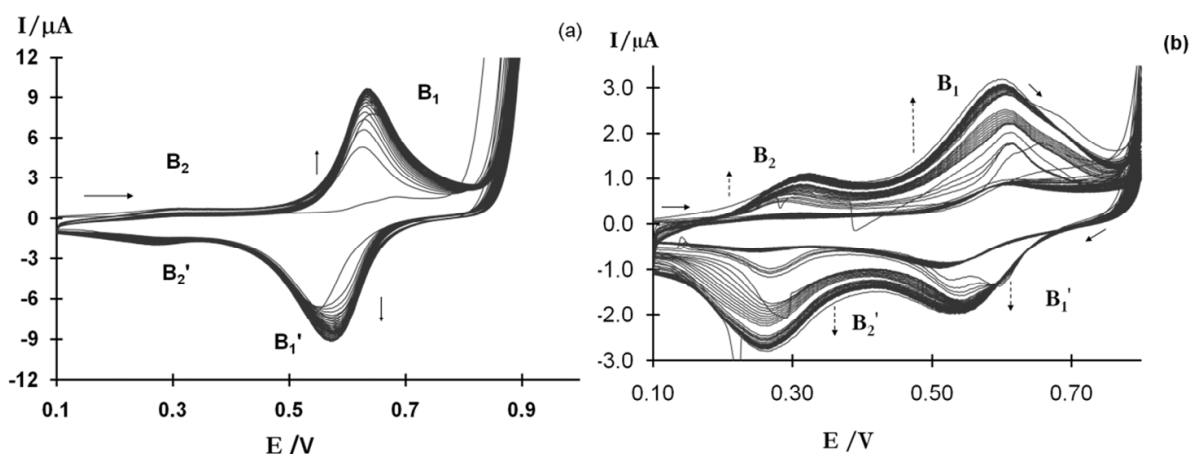 I/µA
(a)
12
9
6
3
0
-3
-6
-9
-12
B1
B2
B2'
B1'
0.1 0.3 0.5 0.7 0.9
E /V
I/µA
(b)
3.0
2.0
1.0
0.0
-1.0
-2.0
-3.0
B1
B2
B1'
B2'
0.10 0.30 0.50 0.70
E /V